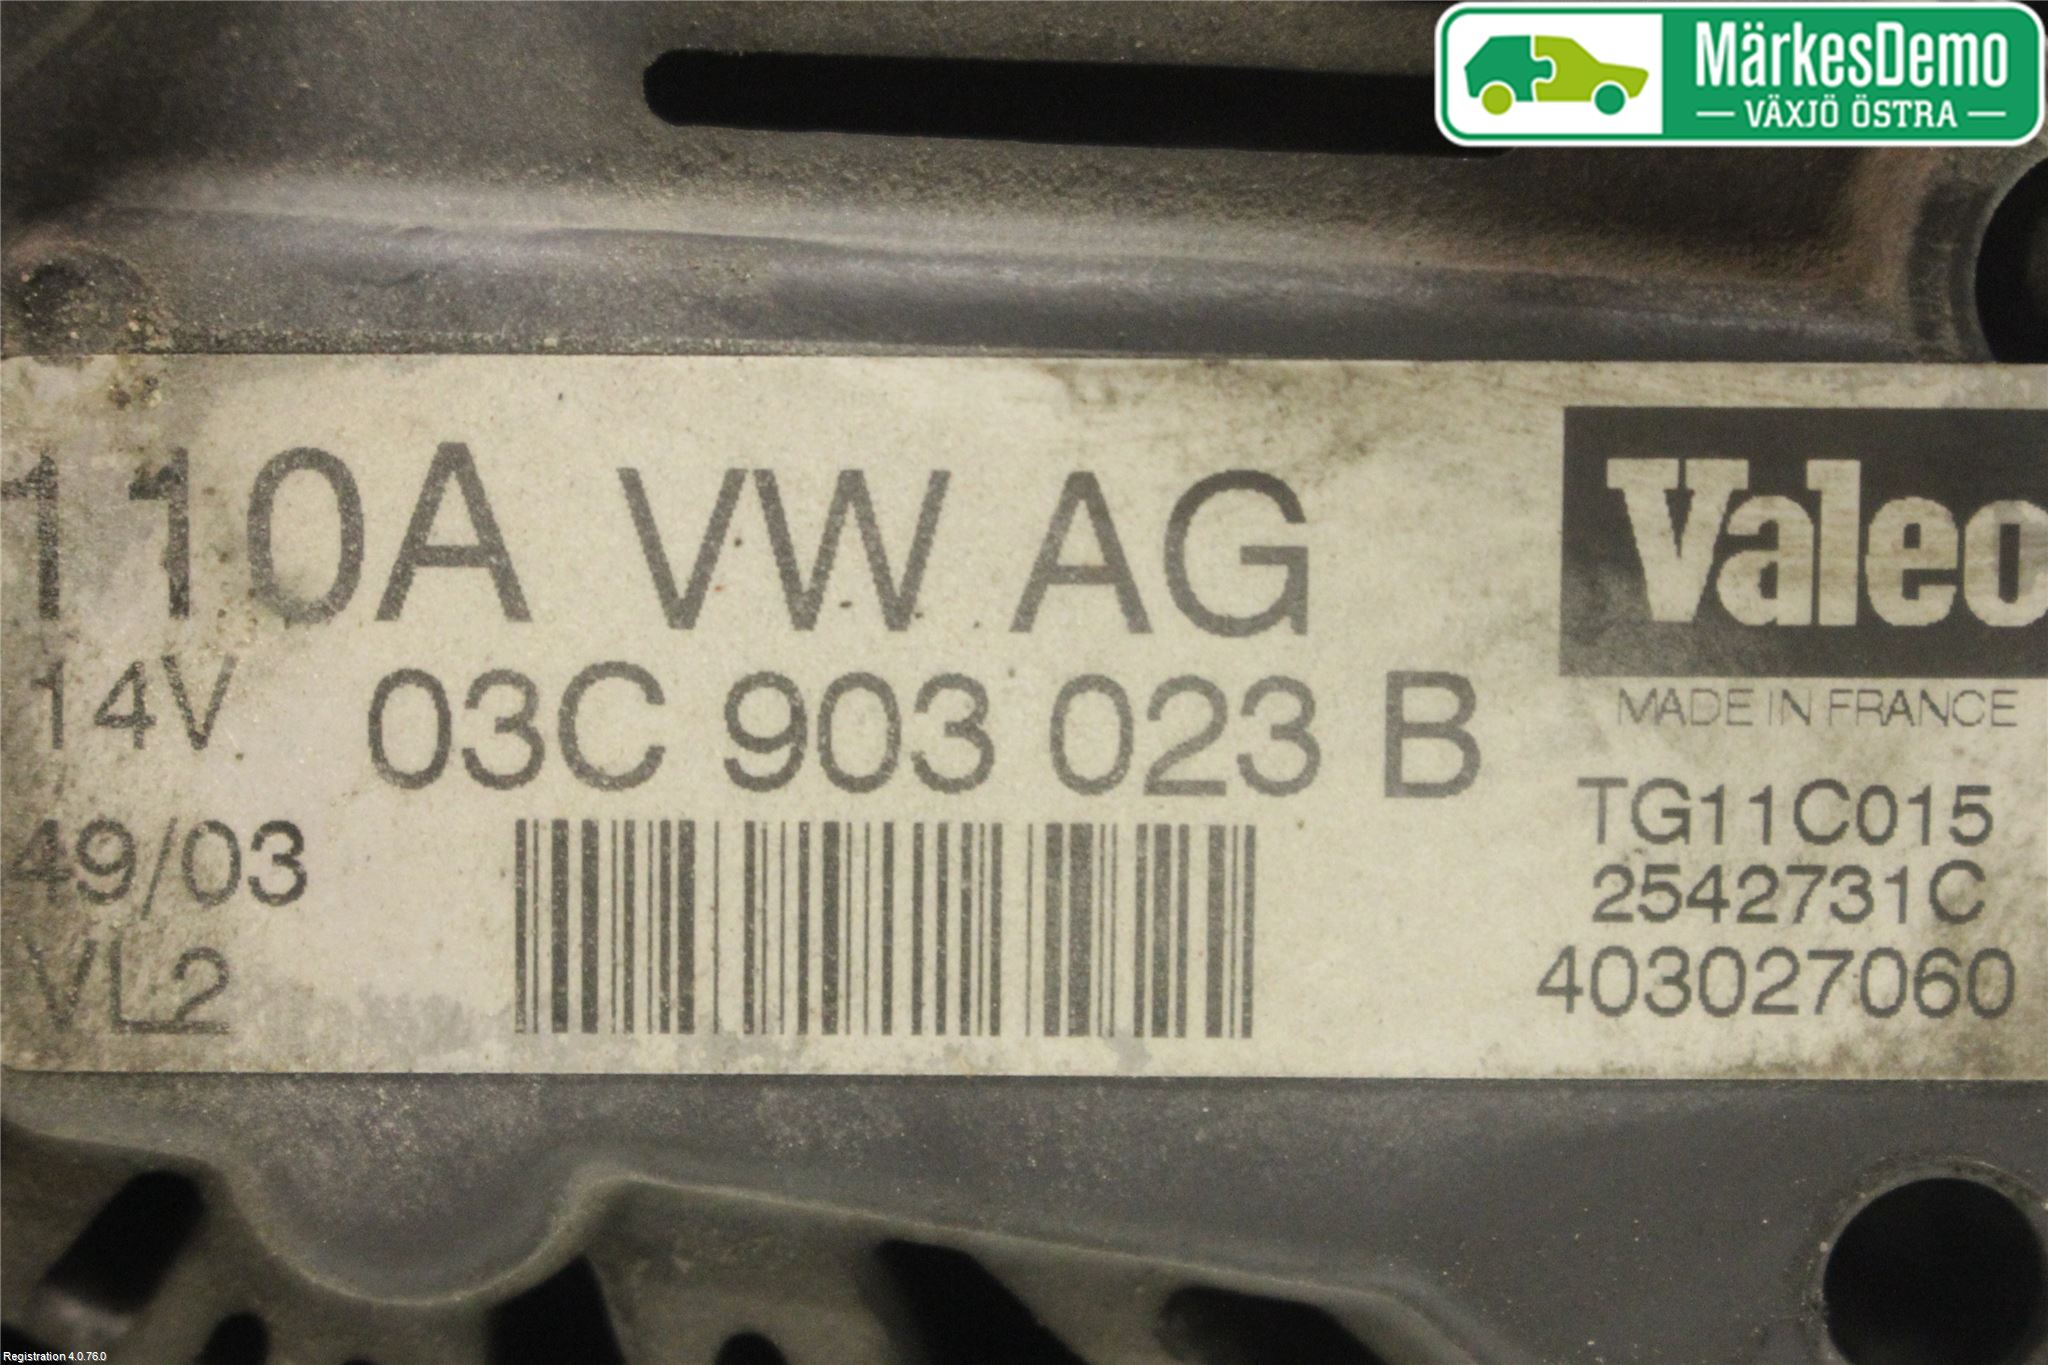 MärkesDemo
VÄXJÖ ÖSTRA
110A VW AG
Valeo
14V 03C 903 023 B
MADE IN FRANCE
49/03
TG11C015
2542731C
VL2
403027060
Registration 4.0.76.0